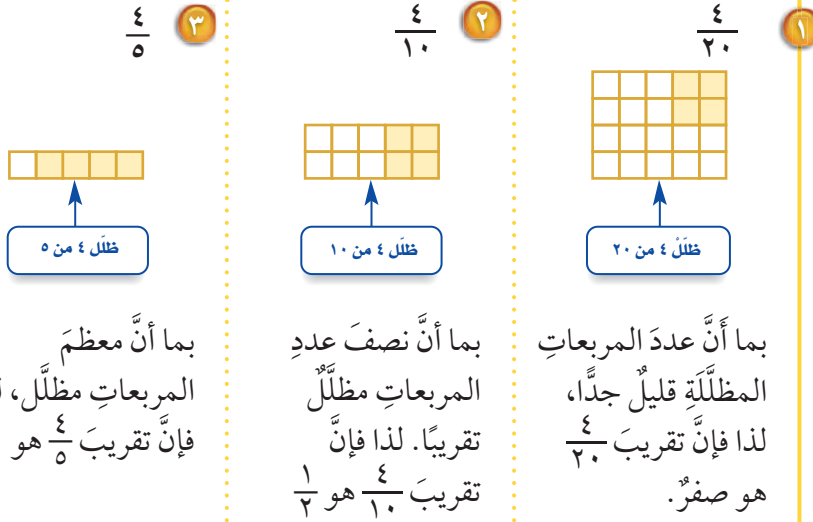 ١
٤/٢٠
ظلّلْ ٤ من ٢٠
بما أَنَّ عددَ المربعاتِ
المظلَّلَةِ قليلٌ جدًّا،
لذا فإنَّ تقريبَ ٤/٢٠
هو صفرٌ.
٢
٤/١٠
ظلّل ٤ من ١٠
بما أنَّ نصفَ عددِ
المربعاتِ مظلَّلٌ
تقريبًا. لذا فإنَّ
تقريبَ ٤/١٠ هو ١/٢
٣
٤/٥
ظلّل ٤ من ٥
بما أنَّ معظمَ
المربعاتِ مظلَّل،
فإنَّ تقريبَ ٤/٥ هو